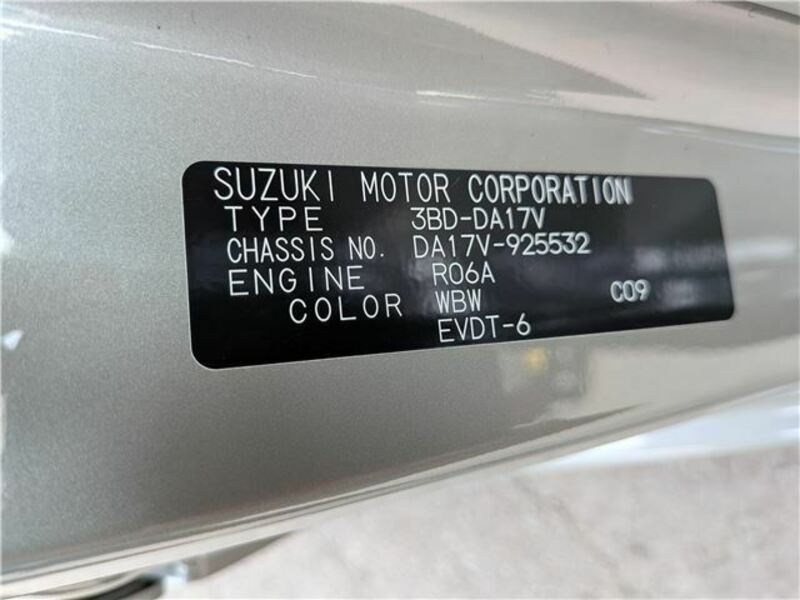 SUZUKI MOTOR CORPORATION
TYPE 3BD-DA17V
CHASSIS NO. DA17V-925532
ENGINE R06A
COLOR WBW C09
EVDT-6